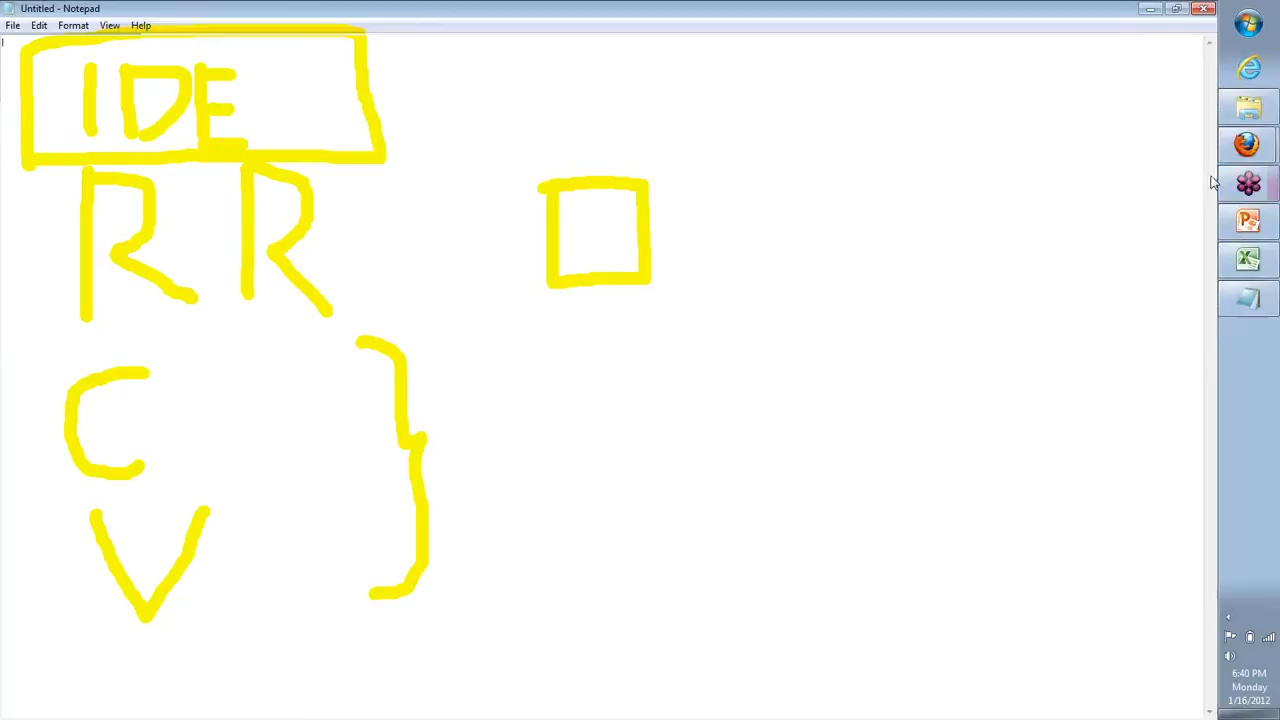 Untitled - Notepad
File Edit Format View Help
IDE
R R
C
V
6:40 PM
Monday
1/16/2012